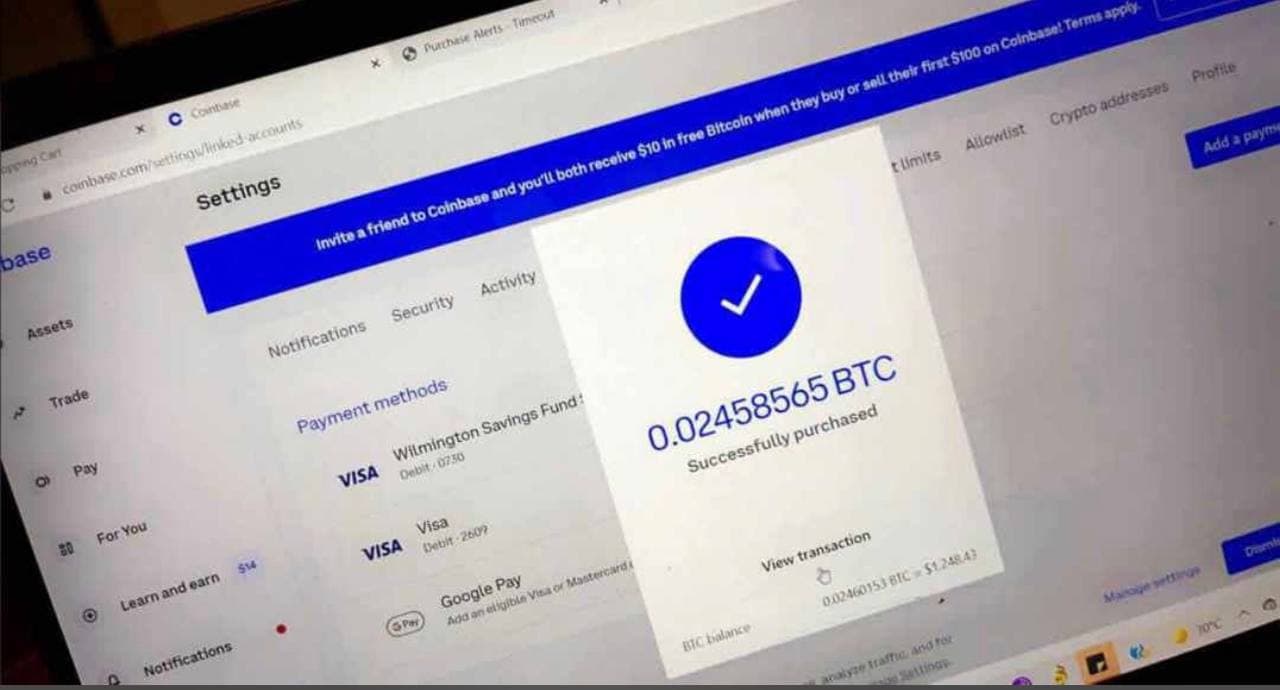 Purchase Alerts - Timeout
Coinbase
opping Cart
coinbase.com/settings/linked-accounts
Settings
Invite a friend to Coinbase and you'll both receive $10 in free Bitcoin when they buy or sell their first $100 on Coinbase! Terms apply.
base
Assets
Trade
Pay
For You
Learn and earn $14
Notifications
Notifications Security Activity t limits Allowlist Crypto addresses Profile
Add a paym
Payment methods
VISA Wilmington Savings Fund
Debit · 0730
VISA Visa
Debit · 2609
G Pay Google Pay
Add an eligible Visa or Mastercard
0.02458565 BTC
Successfully purchased
View transaction
BTC balance 0.02460153 BTC = $1,248.43
analyze traffic, and for
Settings.
Manage settings
Dismis
70°C